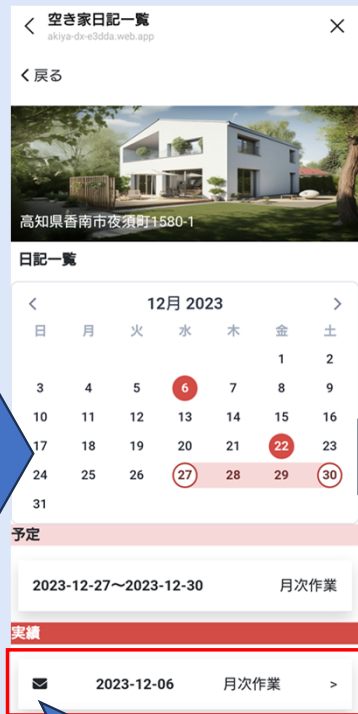 空き家日記一覧
akiya-dx-e3dda.web.app
戻る
高知県香南市夜須町1580-1
日記一覧
12月 2023
日 月 火 水 木 金 土
1 2
3 4 5 6 7 8 9
10 11 12 13 14 15 16
17 18 19 20 21 22 23
24 25 26 27 28 29 30
31
予定
2023-12-27〜2023-12-30 月次作業
実績
2023-12-06 月次作業 >